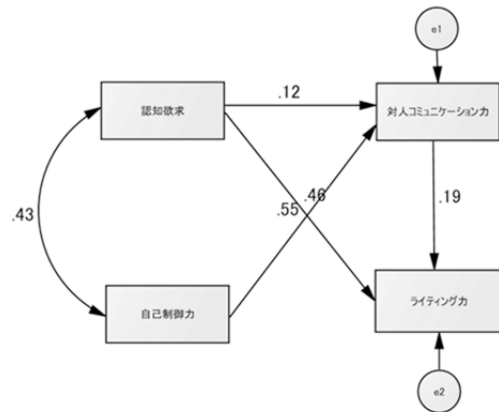 e1
認知欲求
.12
対人コミュニケーション力
.43
.55
.46
.19
自己制御力
ライティング力
e2